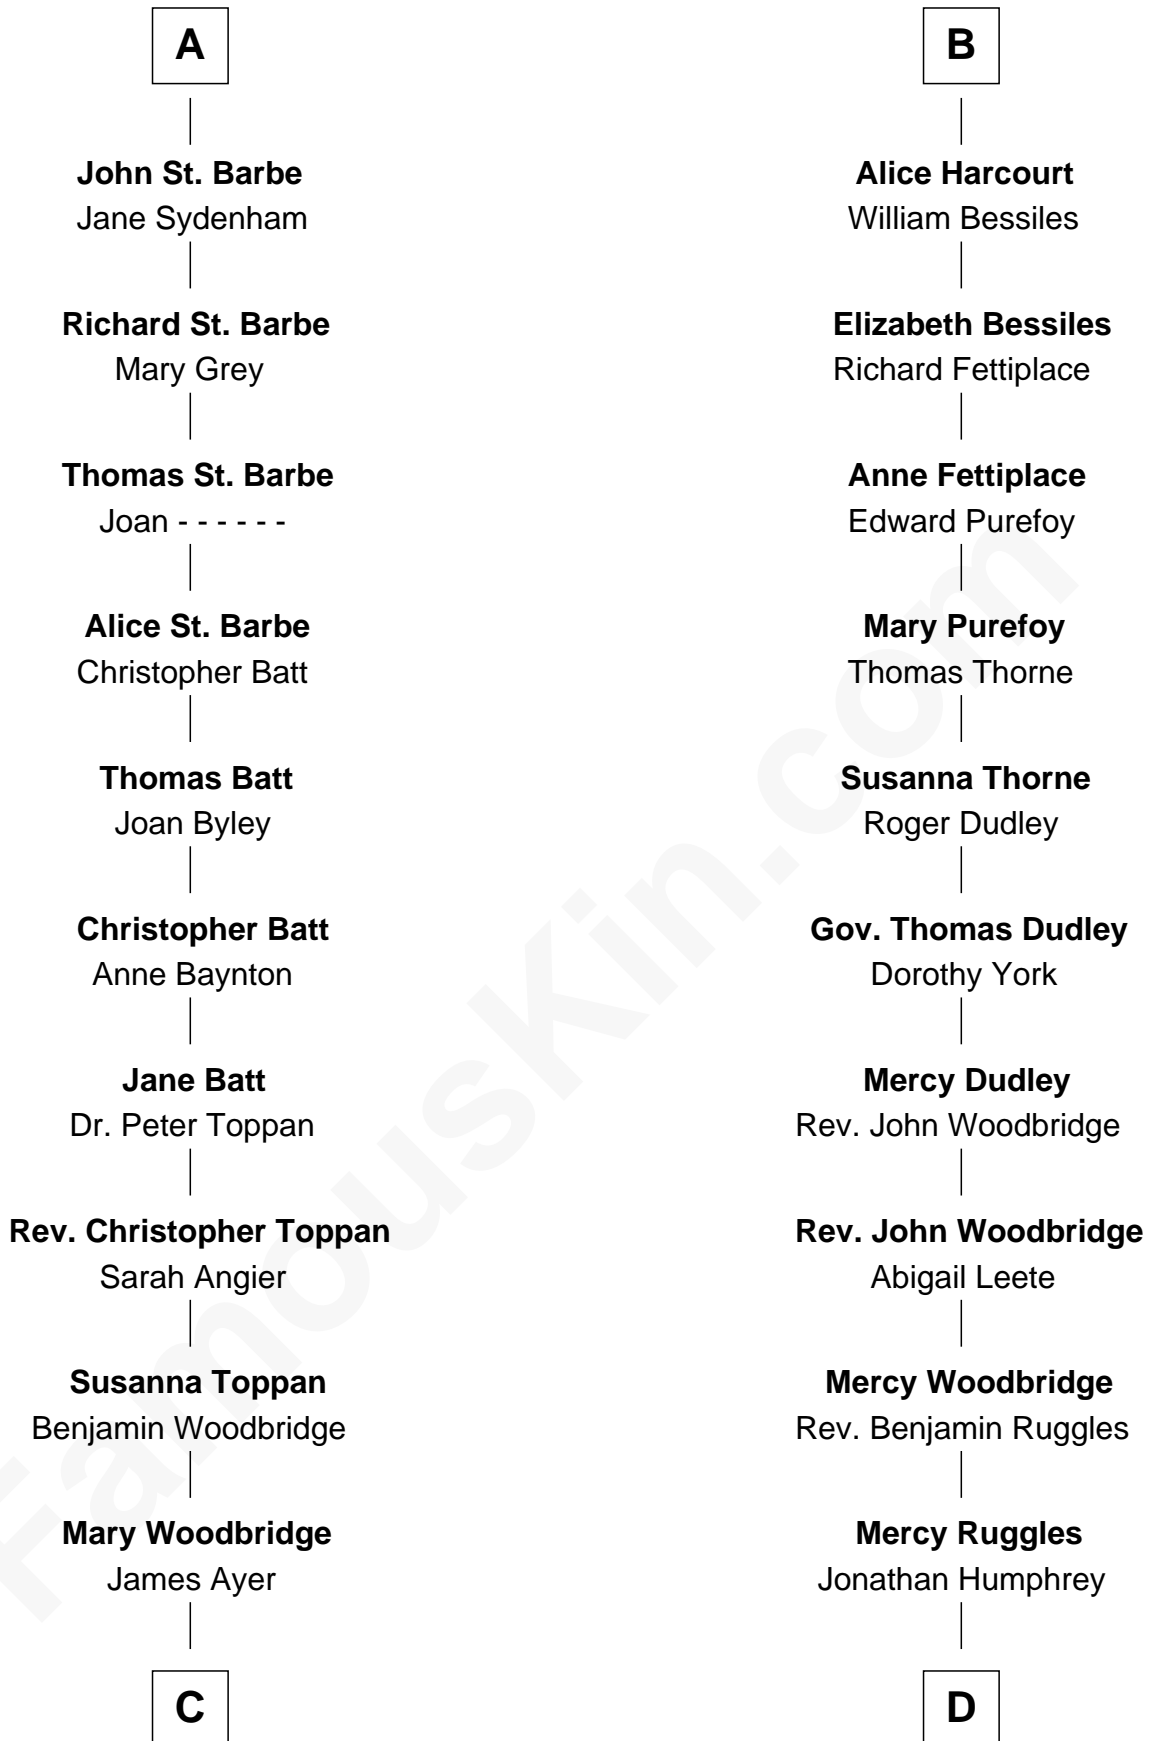 A
John St. Barbe
Jane Sydenham
Richard St. Barbe
Mary Grey
Thomas St. Barbe
Joan - - - - - -
Alice St. Barbe
Christopher Batt
Thomas Batt
Joan Byley
Christopher Batt
Anne Baynton
Jane Batt
Dr. Peter Toppan
Rev. Christopher Toppan
Sarah Angier
Susanna Toppan
Benjamin Woodbridge
Mary Woodbridge
James Ayer
C
B
Alice Harcourt
William Bessiles
Elizabeth Bessiles
Richard Fettiplace
Anne Fettiplace
Edward Purefoy
Mary Purefoy
Thomas Thorne
Susanna Thorne
Roger Dudley
Gov. Thomas Dudley
Dorothy York
Mercy Dudley
Rev. John Woodbridge
Rev. John Woodbridge
Abigail Leete
Mercy Woodbridge
Rev. Benjamin Ruggles
Mercy Ruggles
Jonathan Humphrey
D
FamousKin.com